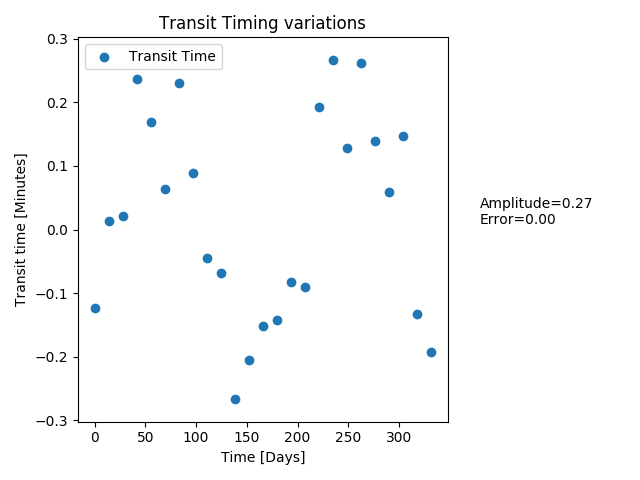 Transit Timing variations
Transit Time
Transit time [Minutes]
0.3
0.2
0.1
0.0
−0.1
−0.2
−0.3
0 50 100 150 200 250 300
Time [Days]
Amplitude=0.27
Error=0.00